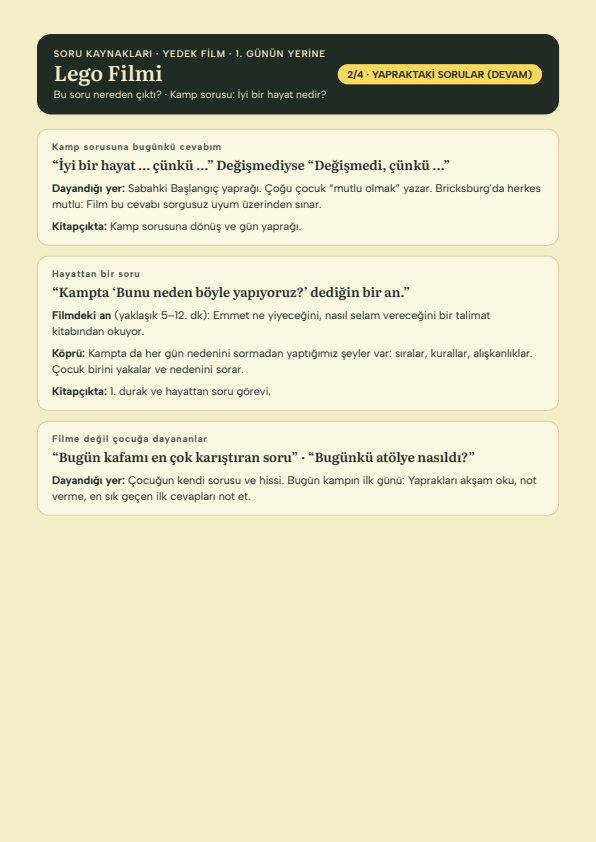 SORU KAYNAKLARI · YEDEK FİLM · 1. GÜNÜN YERİNE
Lego Filmi
Bu soru nereden çıktı? · Kamp sorusu: İyi bir hayat nedir?
2/4 · YAPRAKTAKİ SORULAR (DEVAM)
Kamp sorusuna bugünkü cevabım
“İyi bir hayat … çünkü …” Değişmediyse “Değişmedi, çünkü …”
Dayandığı yer: Sabahki Başlangıç yaprağı. Çoğu çocuk “mutlu olmak” yazar. Bricksburg'da herkes
mutlu: Film bu cevabı sorgusuz uyum üzerinden sınar.
Kitapçıkta: Kamp sorusuna dönüş ve gün yaprağı.
Hayattan bir soru
“Kampta ‘Bunu neden böyle yapıyoruz?’ dediğin bir an.”
Filmdeki an (yaklaşık 5–12. dk): Emmet ne yiyeceğini, nasıl selam vereceğini bir talimat
kitabından okuyor.
Köprü: Kampta da her gün nedenini sormadan yaptığımız şeyler var: sıralar, kurallar, alışkanlıklar.
Çocuk birini yakalar ve nedenini sorar.
Kitapçıkta: 1. durak ve hayattan soru görevi.
Filme değil çocuğa dayananlar
“Bugün kafamı en çok karıştıran soru” · “Bugünkü atölye nasıldı?”
Dayandığı yer: Çocuğun kendi sorusu ve hissi. Bugün kampın ilk günü: Yaprakları akşam oku, not
verme, en sık geçen ilk cevapları not et.